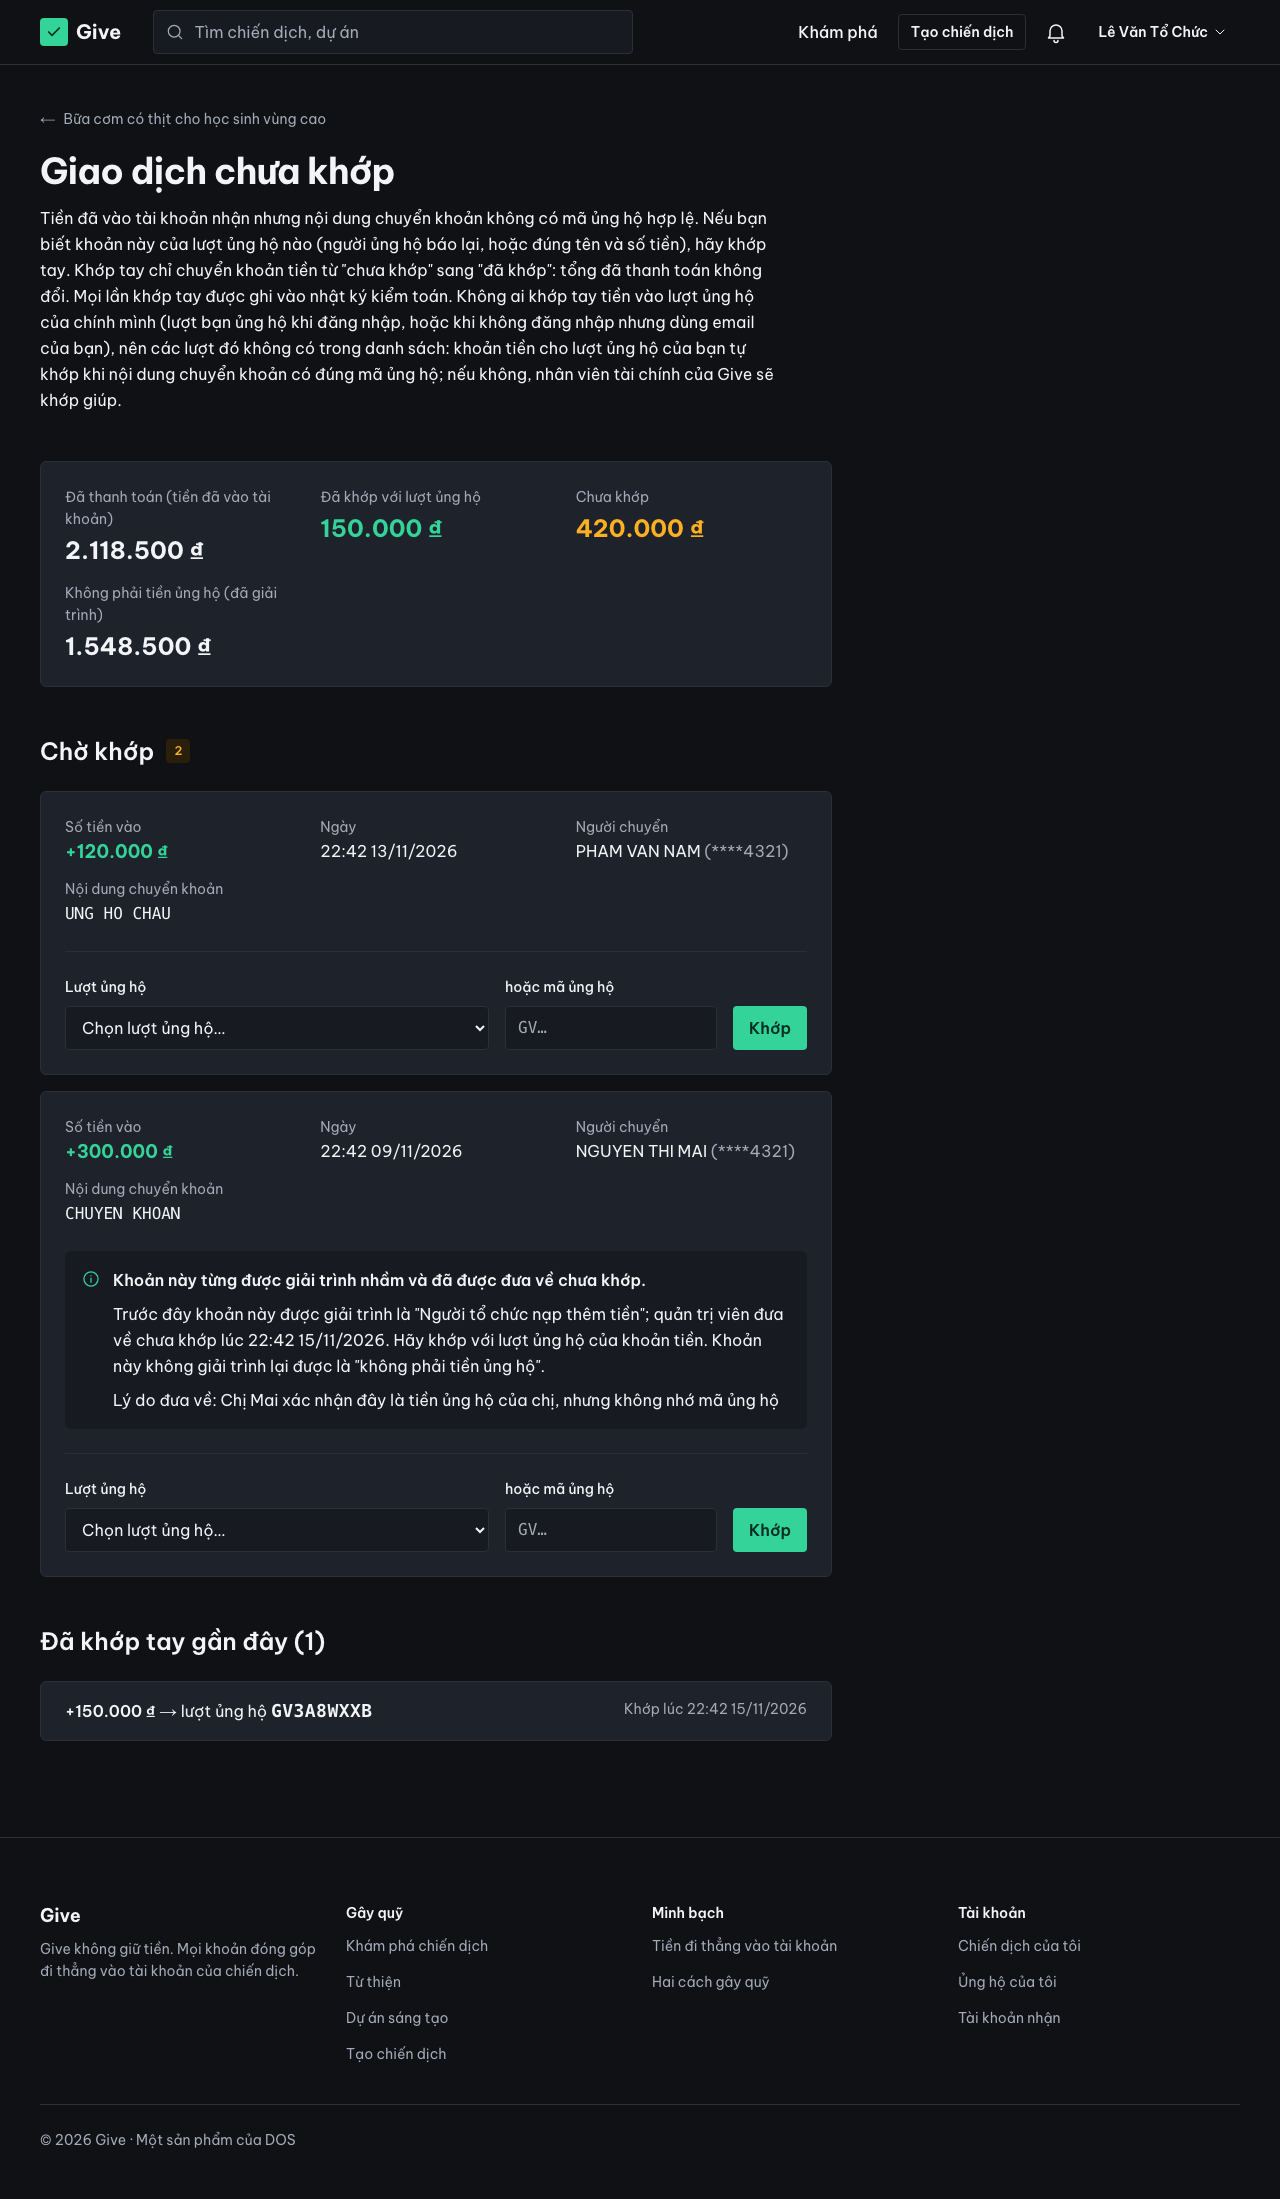 Give
Tìm chiến dịch, dự án
Khám phá
Tạo chiến dịch
Lê Văn Tổ Chức
← Bữa cơm có thịt cho học sinh vùng cao
Giao dịch chưa khớp
Tiền đã vào tài khoản nhận nhưng nội dung chuyển khoản không có mã ủng hộ hợp lệ. Nếu bạn
biết khoản này của lượt ủng hộ nào (người ủng hộ báo lại, hoặc đúng tên và số tiền), hãy khớp
tay. Khớp tay chỉ chuyển khoản tiền từ "chưa khớp" sang "đã khớp": tổng đã thanh toán không
đổi. Mọi lần khớp tay được ghi vào nhật ký kiểm toán. Không ai khớp tay tiền vào lượt ủng hộ
của chính mình (lượt bạn ủng hộ khi đăng nhập, hoặc khi không đăng nhập nhưng dùng email
của bạn), nên các lượt đó không có trong danh sách: khoản tiền cho lượt ủng hộ của bạn tự
khớp khi nội dung chuyển khoản có đúng mã ủng hộ; nếu không, nhân viên tài chính của Give sẽ
khớp giúp.
Đã thanh toán (tiền đã vào tài
khoản)
2.118.500 ₫
Đã khớp với lượt ủng hộ
150.000 ₫
Chưa khớp
420.000 ₫
Không phải tiền ủng hộ (đã giải
trình)
1.548.500 ₫
Chờ khớp 2
Số tiền vào
+120.000 ₫
Ngày
22:42 13/11/2026
Người chuyển
PHAM VAN NAM (****4321)
Nội dung chuyển khoản
UNG HO CHAU
Lượt ủng hộ
Chọn lượt ủng hộ...
hoặc mã ủng hộ
GV…
Khớp
Số tiền vào
+300.000 ₫
Ngày
22:42 09/11/2026
Người chuyển
NGUYEN THI MAI (****4321)
Nội dung chuyển khoản
CHUYEN KHOAN
Khoản này từng được giải trình nhầm và đã được đưa về chưa khớp.
Trước đây khoản này được giải trình là "Người tổ chức nạp thêm tiền"; quản trị viên đưa
về chưa khớp lúc 22:42 15/11/2026. Hãy khớp với lượt ủng hộ của khoản tiền. Khoản
này không giải trình lại được là "không phải tiền ủng hộ".
Lý do đưa về: Chị Mai xác nhận đây là tiền ủng hộ của chị, nhưng không nhớ mã ủng hộ
Lượt ủng hộ
Chọn lượt ủng hộ...
hoặc mã ủng hộ
GV…
Khớp
Đã khớp tay gần đây (1)
+150.000 ₫ → lượt ủng hộ GV3A8WXXB
Khớp lúc 22:42 15/11/2026
Give
Give không giữ tiền. Mọi khoản đóng góp
đi thẳng vào tài khoản của chiến dịch.
Gây quỹ
Khám phá chiến dịch
Từ thiện
Dự án sáng tạo
Tạo chiến dịch
Minh bạch
Tiền đi thẳng vào tài khoản
Hai cách gây quỹ
Tài khoản
Chiến dịch của tôi
Ủng hộ của tôi
Tài khoản nhận
© 2026 Give · Một sản phẩm của DOS